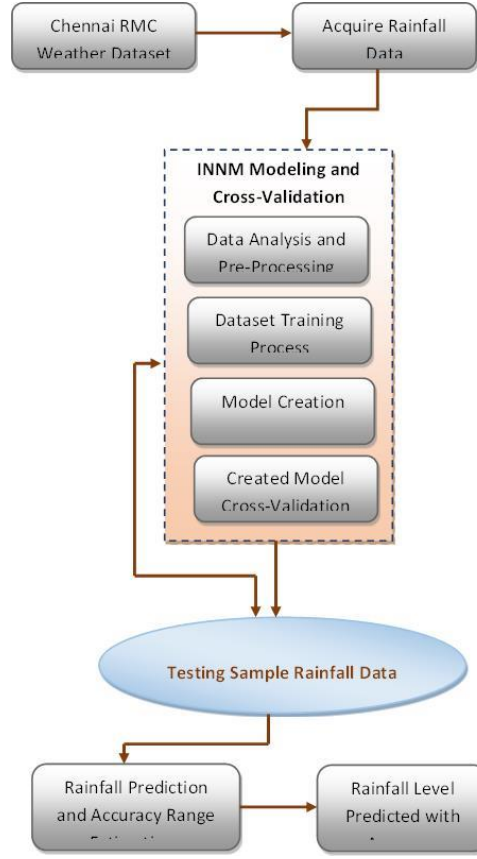 Chennai RMC
Weather Dataset
Acquire Rainfall
Data
INNM Modeling and
Cross-Validation
Data Analysis and
Pre-Processing
Dataset Training
Process
Model Creation
Created Model
Cross-Validation
Testing Sample Rainfall Data
Rainfall Prediction
and Accuracy Range
Rainfall Level
Predicted with